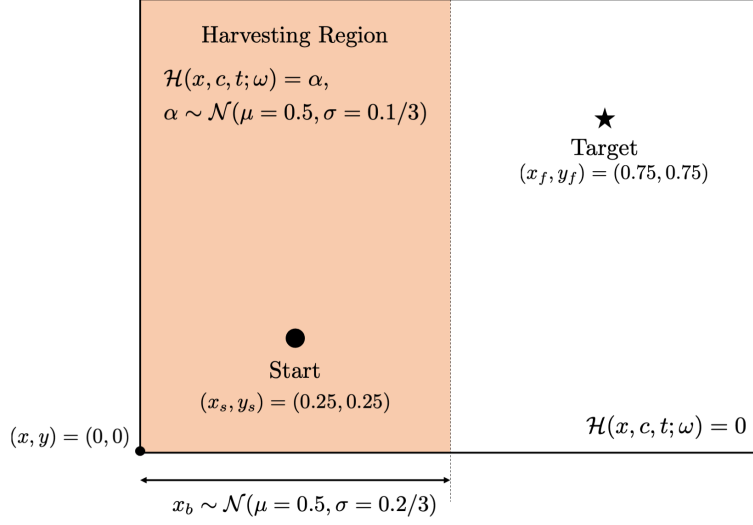 Harvesting Region
ℋ(x, c, t; ω) = α,
α ∼ 𝒩(μ = 0.5, σ = 0.1/3)
Target
(x_f, y_f) = (0.75, 0.75)
Start
(x_s, y_s) = (0.25, 0.25)
ℋ(x, c, t; ω) = 0
(x, y) = (0, 0)
x_b ∼ 𝒩(μ = 0.5, σ = 0.2/3)